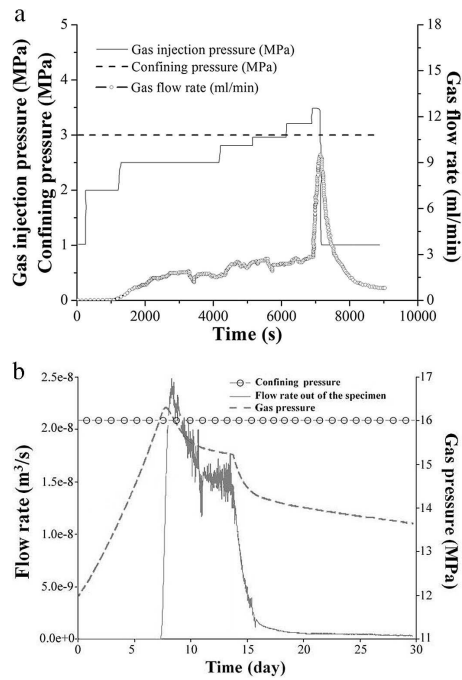 a
Gas injection pressure (MPa)
Confining pressure (MPa)
Gas flow rate (ml/min)
Gas injection pressure (MPa)
Confining pressure (MPa)
Gas flow rate (ml/min)
5
4
3
2
1
0
18
15
12
9
6
3
0
0
2000
4000
6000
8000
10000
Time (s)
b
Confining pressure
Flow rate out of the specimen
Gas pressure
Flow rate (m³/s)
Gas pressure (MPa)
2.5e-8
2.0e-8
1.5e-8
1.0e-8
5.0e-9
0.0e+0
17
16
15
14
13
12
11
0
5
10
15
20
25
30
Time (day)